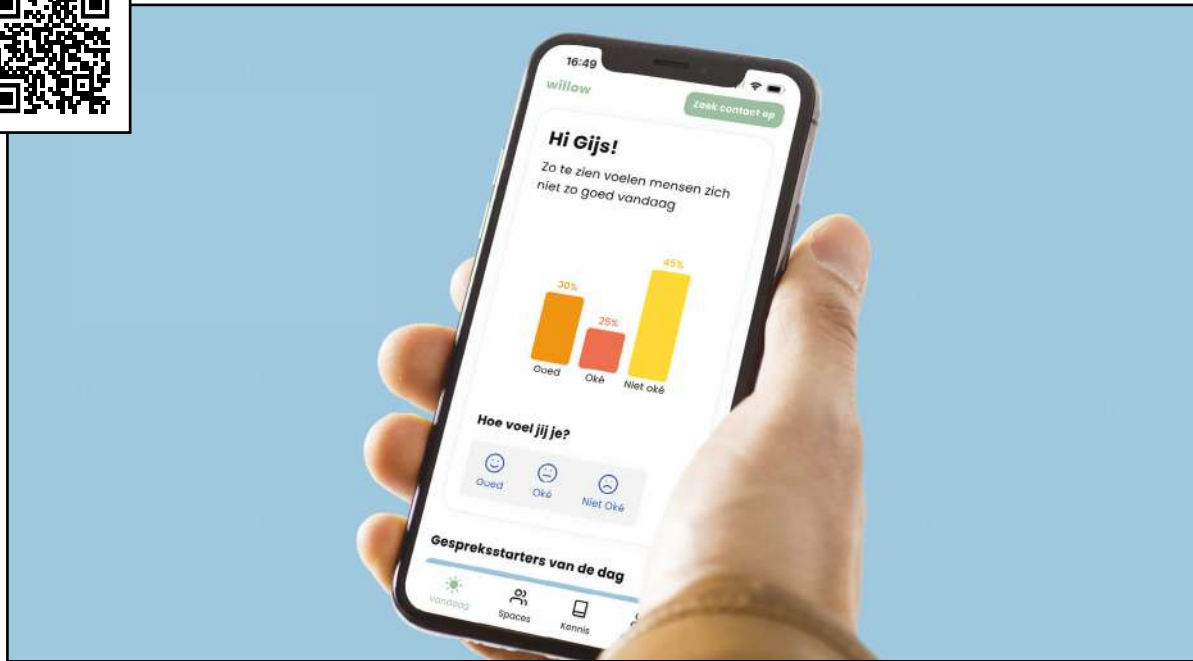 16:49
willow
Zoek contact op
Hi Gijs!
Zo te zien voelen mensen zich
niet zo goed vandaag
45%
30%
25%
Goed
Oké
Niet oké
Hoe voel jij je?
Goed
Oké
Niet Oké
Gespreksstarters van de dag
Vandaag
Spaces
Kennis